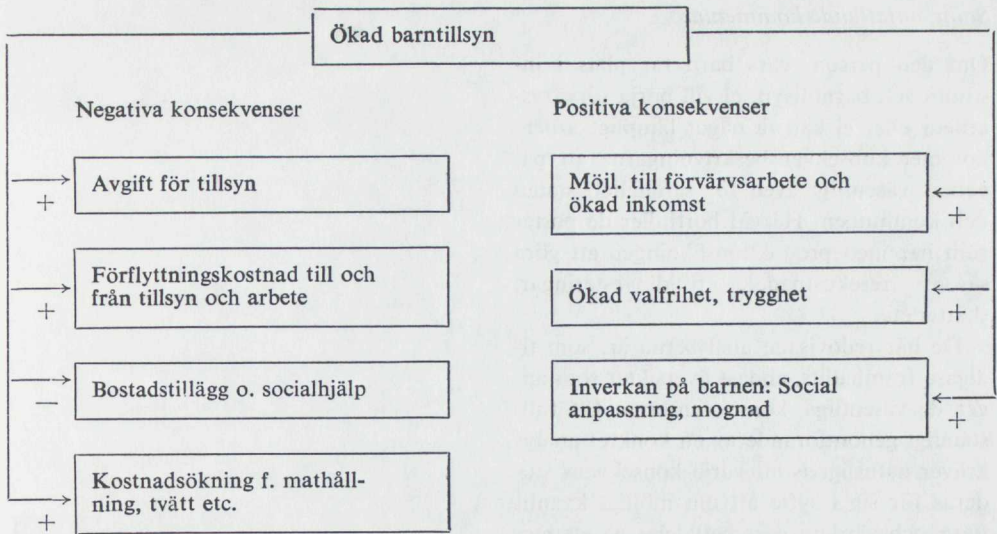 Ökad barntillsyn
Negativa konsekvenser
Avgift för tillsyn
+
Förflyttningskostnad till och
från tillsyn och arbete
+
Bostadstillägg o. socialhjälp
—
Kostnadsökning f. mathåll-
ning, tvätt etc.
+
Positiva konsekvenser
Möjl. till förvärvsarbete och
ökad inkomst
+
Ökad valfrihet, trygghet
+
Påverkan på barnen: Social
anpassning, mognad
+